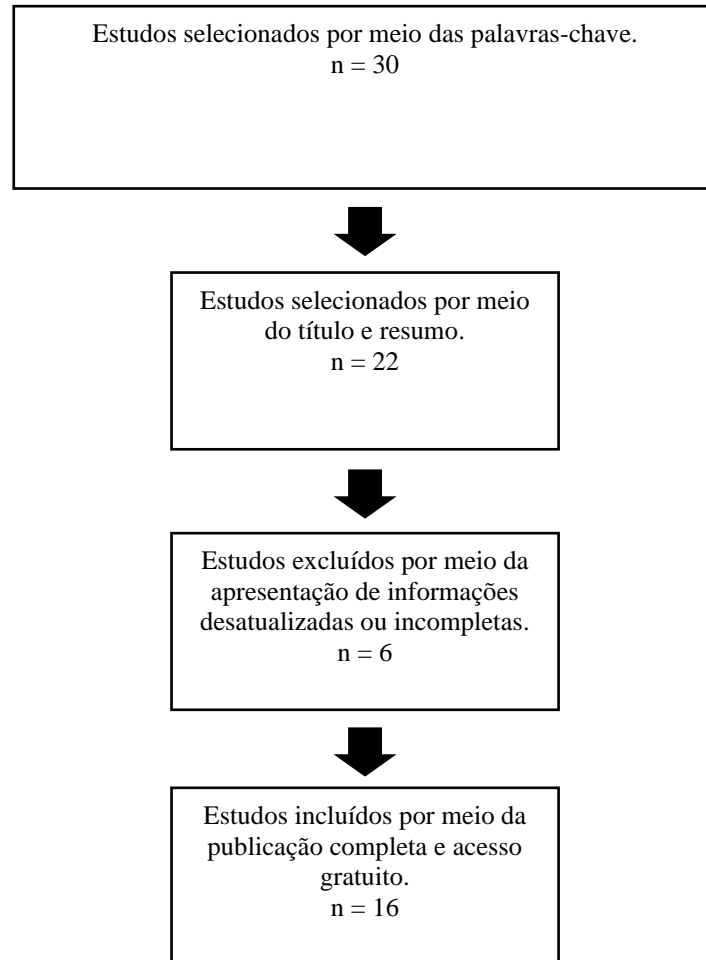 Estudos selecionados por meio das palavras-chave.
n = 30
Estudos selecionados por meio
do título e resumo.
n = 22
Estudos excluídos por meio da
apresentação de informações
desatualizadas ou incompletas.
n = 6
Estudos incluídos por meio da
publicação completa e acesso
gratuito.
n = 16